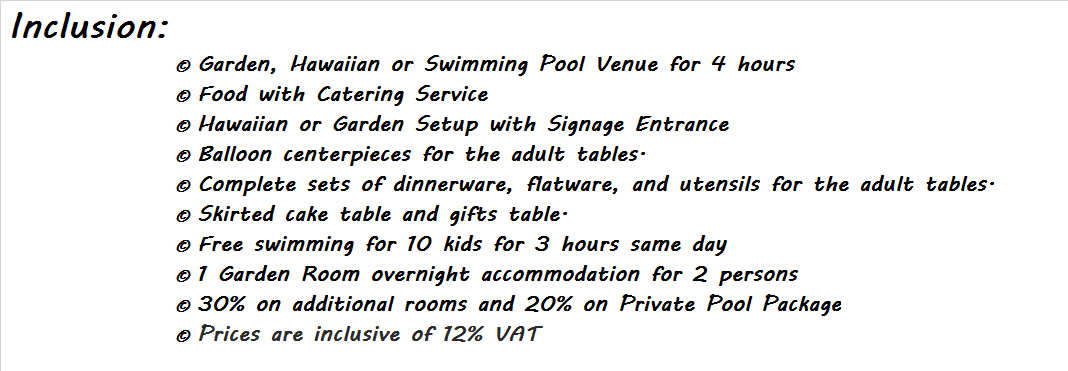 Inclusion:
© Garden, Hawaiian or Swimming Pool Venue for 4 hours
© Food with Catering Service
© Hawaiian or Garden Setup with Signage Entrance
© Balloon centerpieces for the adult tables.
© Complete sets of dinnerware, flatware, and utensils for the adult tables.
© Skirted cake table and gifts table.
© Free swimming for 10 kids for 3 hours same day
© 1 Garden Room overnight accommodation for 2 persons
© 30% on additional rooms and 20% on Private Pool Package
© Prices are inclusive of 12% VAT